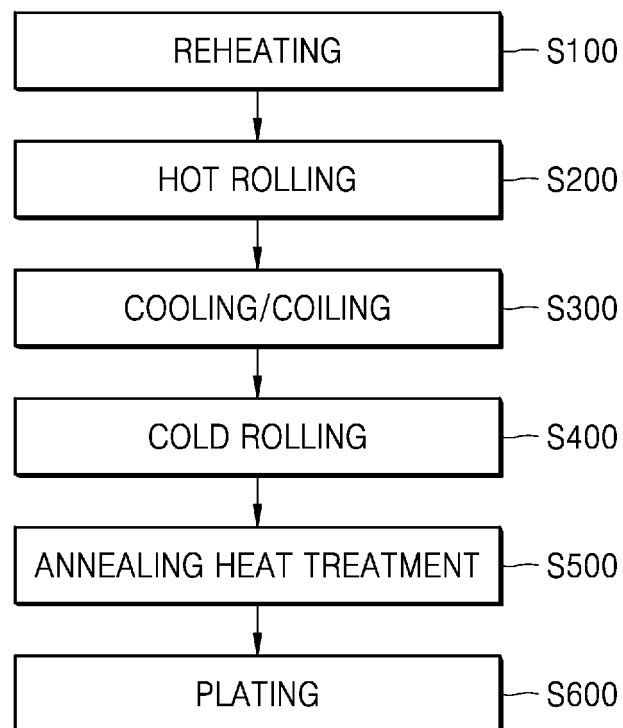 REHEATING S100
HOT ROLLING S200
COOLING/COILING S300
COLD ROLLING S400
ANNEALING HEAT TREATMENT S500
PLATING S600